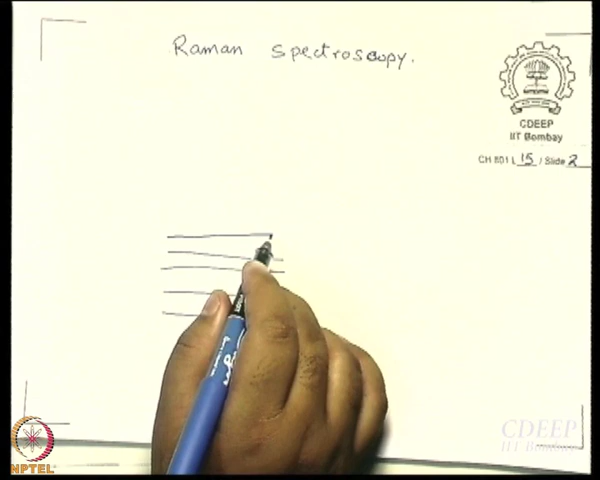 Raman Spectroscopy.
CDEEP
IIT Bombay
CH 801 L 15 / Slide 2
CDEEP
IIT Bombay
NPTEL